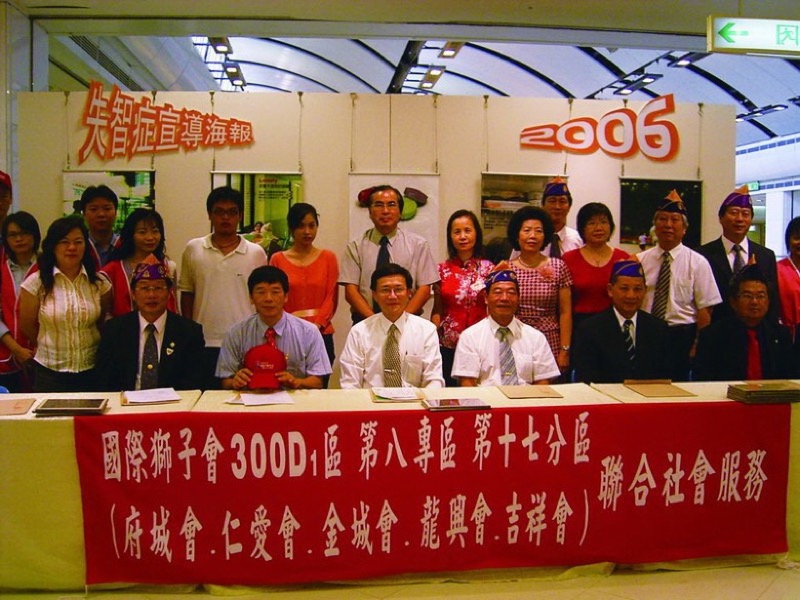 失智症宣導海報
2006
國際獅子會300D1區 第八專區 第十七分區
(府城會.仁愛會.金城會.龍興會.吉祥會)
聯合社會服務